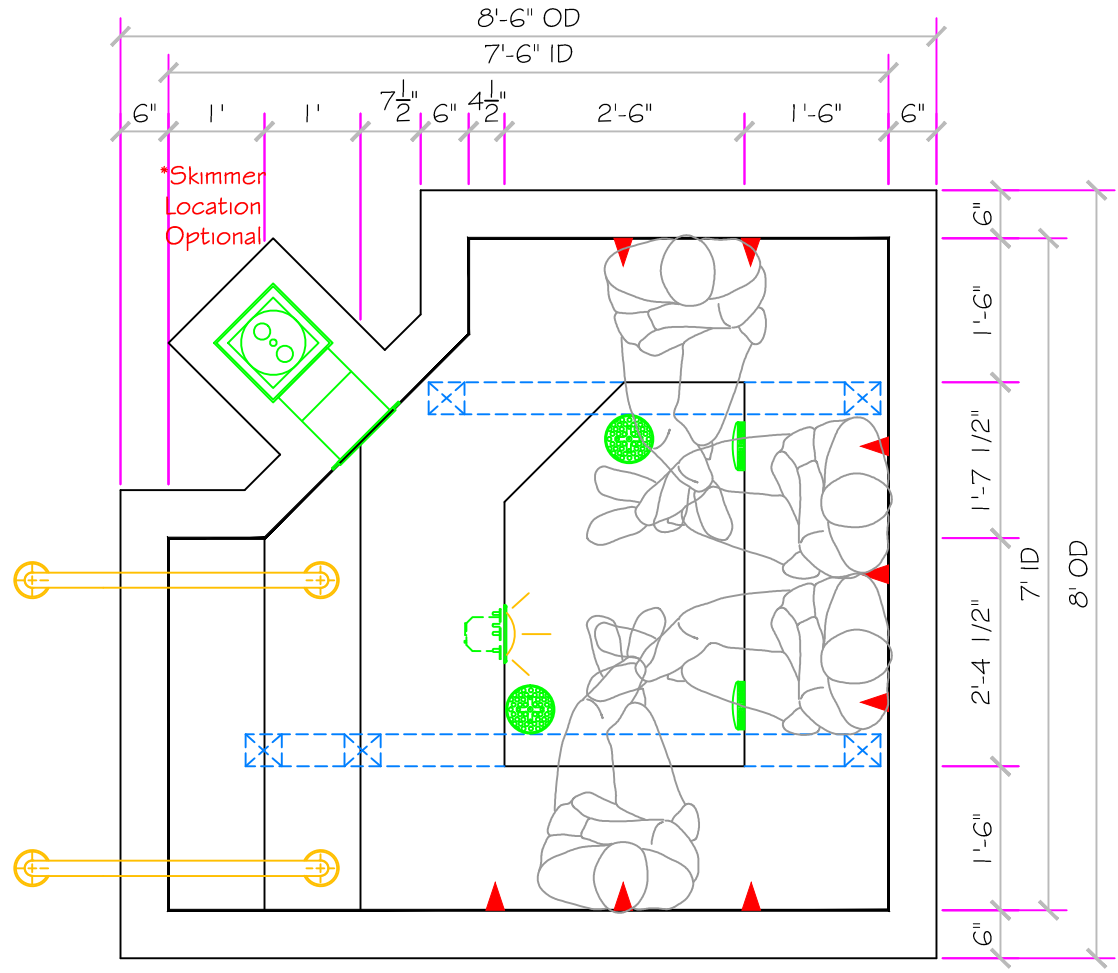 8'-6" OD
7'-6" ID
6" 1' 1' 7 1/2" 6" 4 1/2" 2'-6" 1'-6" 6"
*Skimmer
Location
Optional
6"
1'-6"
1'-7 1/2"
2'-4 1/2"
1'-6"
6"
7' ID
8' OD